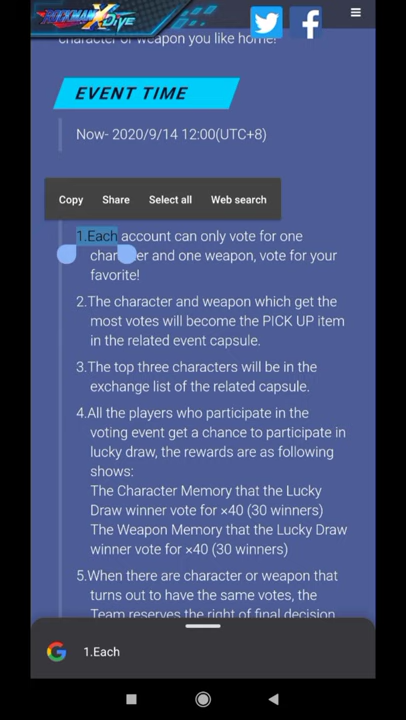 MEGAMAN X DiVE
character or weapon you like home!
EVENT TIME
Now- 2020/9/14 12:00(UTC+8)
Copy Share Select all Web search
1.Each account can only vote for one
character and one weapon, vote for your
favorite!
2.The character and weapon which get the
most votes will become the PICK UP item
in the related event capsule.
3.The top three characters will be in the
exchange list of the related capsule.
4.All the players who participate in the
voting event get a chance to participate in
lucky draw, the rewards are as following
shows:
The Character Memory that the Lucky
Draw winner vote for ×40 (30 winners)
The Weapon Memory that the Lucky Draw
winner vote for ×40 (30 winners)
5.When there are character or weapon that
turns out to have the same votes, the
Team reserves the right of final decision
1.Each